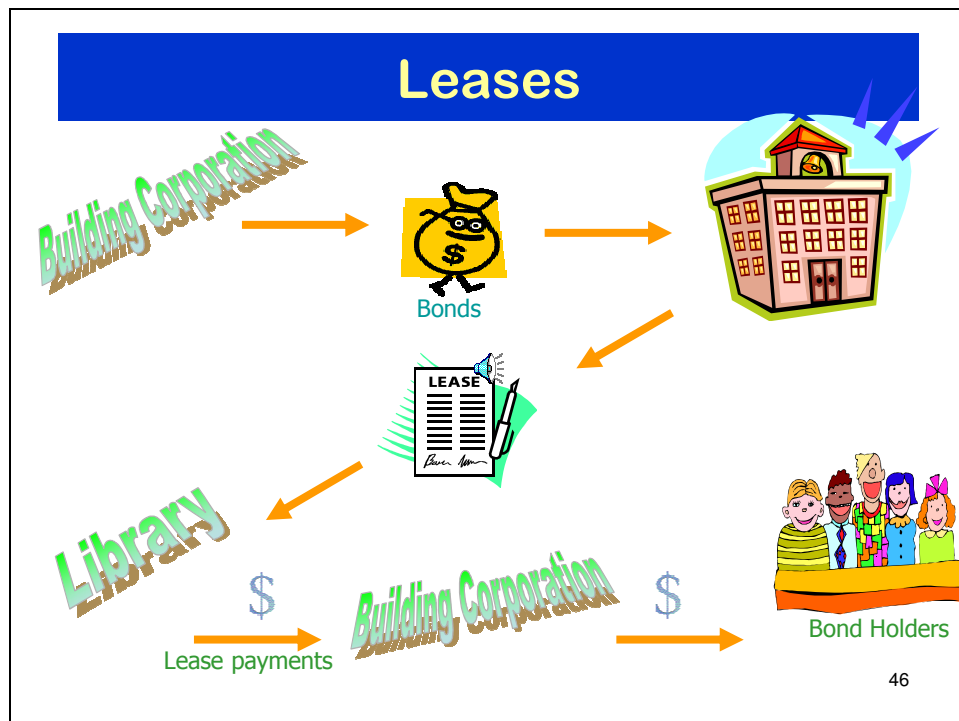 Leases
Building Corporation
$
Bonds
LEASE
Library
$
Lease payments
Building Corporation
$
Bond Holders
46